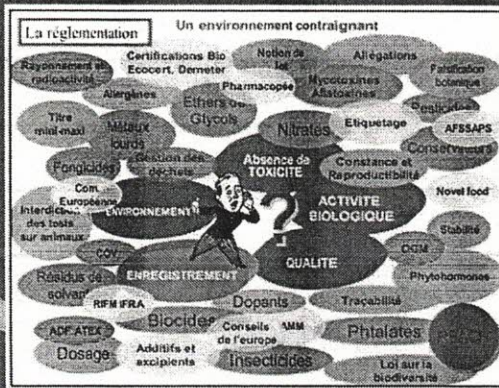 La réglementation
Un environnement contraignant
Rayonnement et
radioactivité
Certifications Bio
Ecocert, Demeter
Notion de
lot
Allégations
Falsification
botanique
Allergènes
Pharmacopée
Mycotoxines
Aflatoxines
Ethers de
Glycols
Pesticides
Titre
mini-maxi
Métaux
lourds
Nitrates
Etiquetage
AFSSAPS
Conservateurs
Fongicides
Gestion des
déchets
Absence de
TOXICITE
Constance et
Reproductibilité
Com.
Européenne
Novel food
Interdiction
des tests
sur animaux
ENVIRONNEMENT
?
ACTIVITE
BIOLOGIQUE
Stabilité
COV
QUALITE
OGM
Résidus de
solvant
ENREGISTREMENT
Phytohormones
RIFM IFRA
Dopants
Traçabilité
ADF ATEX
Biocides
Conseils
de l'europe
AMM
Phtalates
Dosage
Additifs et
excipients
Insecticides
Loi sur la
biodiversité